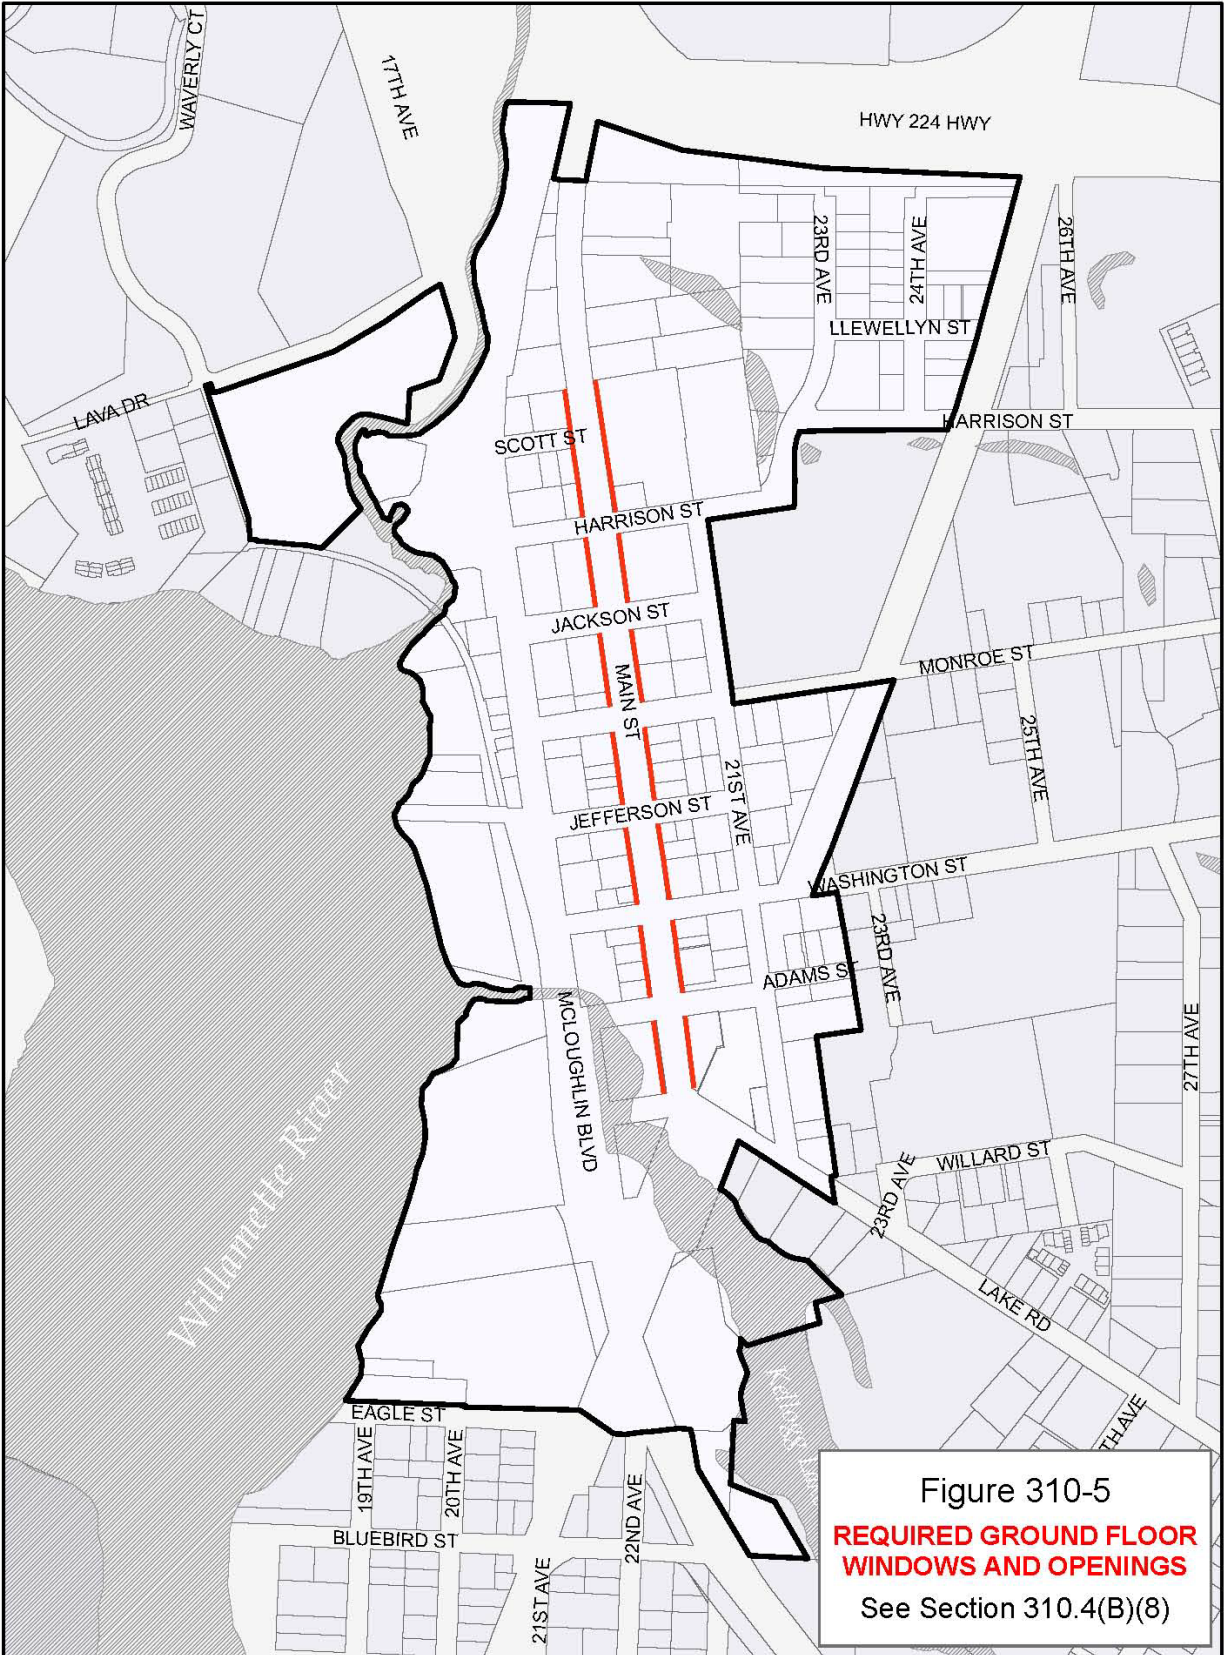 WAVERLY CT
17TH AVE
HWY 224 HWY
23RD AVE
24TH AVE
26TH AVE
LLEWELLYN ST
LAVA DR
SCOTT ST
HARRISON ST
HARRISON ST
JACKSON ST
MONROE ST
MAIN ST
25TH AVE
21ST AVE
JEFFERSON ST
WASHINGTON ST
23RD AVE
ADAMS ST
MCLOUGHLIN BLVD
27TH AVE
Willamette River
WILLARD ST
23RD AVE
LAKE RD
Kellogg
EAGLE ST
19TH AVE
20TH AVE
22ND AVE
TH AVE
BLUEBIRD ST
21ST AVE
Figure 310-5
REQUIRED GROUND FLOOR
WINDOWS AND OPENINGS
See Section 310.4(B)(8)